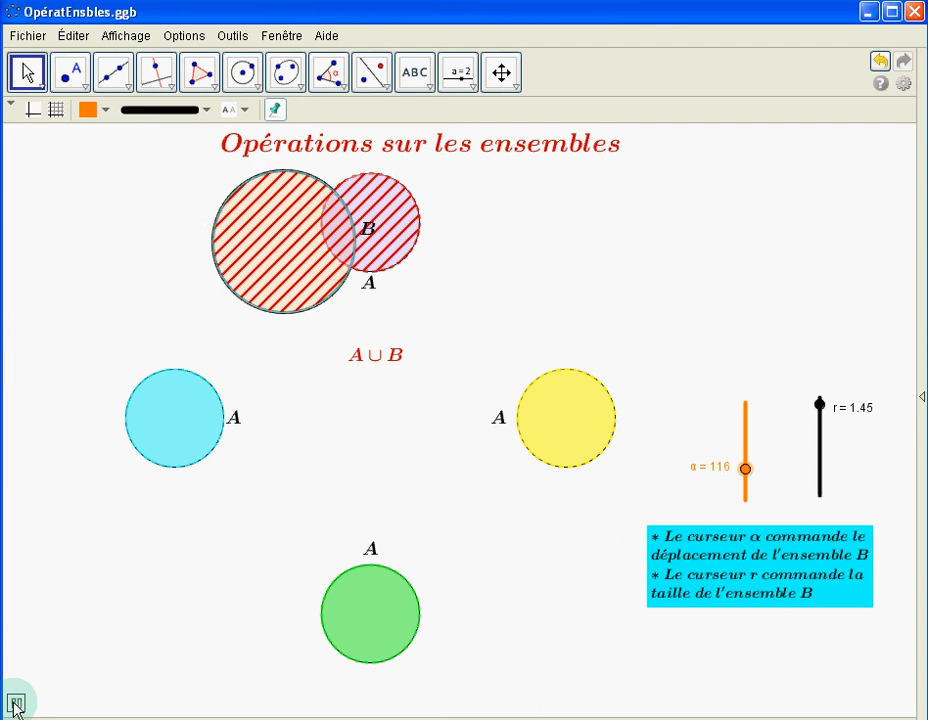 OpératEnsbles.ggb
Fichier Éditer Affichage Options Outils Fenêtre Aide
A α ABC a = 2
A A
Opérations sur les ensembles
B
A
A ∪ B
A
A
r = 1.45
α = 116
* Le curseur α commande le
déplacement de l'ensemble B
* Le curseur r commande la
taille de l'ensemble B
A